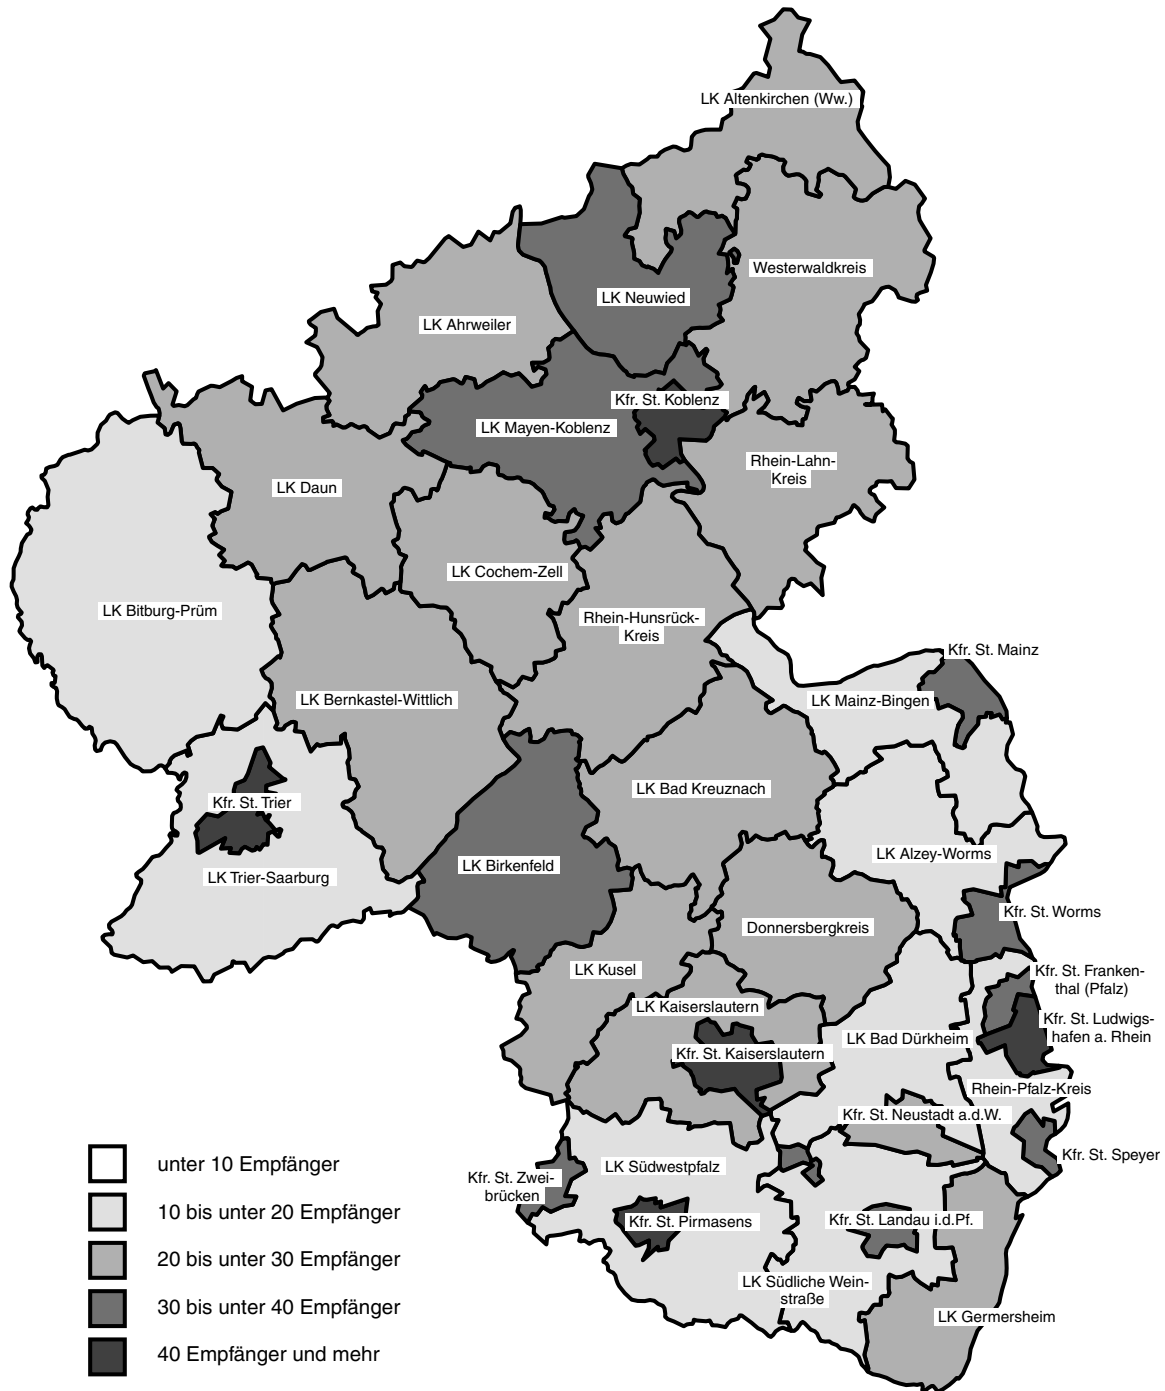 LK Altenkirchen (Ww.)
Westerwaldkreis
LK Neuwied
LK Ahrweiler
Kfr. St. Koblenz
LK Mayen-Koblenz
Rhein-Lahn-
Kreis
LK Daun
LK Cochem-Zell
LK Bitburg-Prüm
Rhein-Hunsrück-
Kreis
Kfr. St. Mainz
LK Bernkastel-Wittlich
LK Mainz-Bingen
LK Bad Kreuznach
Kfr. St. Trier
LK Alzey-Worms
LK Birkenfeld
LK Trier-Saarburg
Kfr. St. Worms
Donnersbergkreis
LK Kusel
Kfr. St. Franken-
thal (Pfalz)
LK Kaiserslautern
Kfr. St. Ludwigs-
hafen a. Rhein
LK Bad Dürkheim
Kfr. St. Kaiserslautern
Rhein-Pfalz-Kreis
Kfr. St. Neustadt a.d.W.
Kfr. St. Speyer
LK Südwestpfalz
Kfr. St. Zwei-
brücken
Kfr. St. Pirmasens
Kfr. St. Landau i.d.Pf.
LK Südliche Wein-
straße
LK Germersheim
unter 10 Empfänger
10 bis unter 20 Empfänger
20 bis unter 30 Empfänger
30 bis unter 40 Empfänger
40 Empfänger und mehr